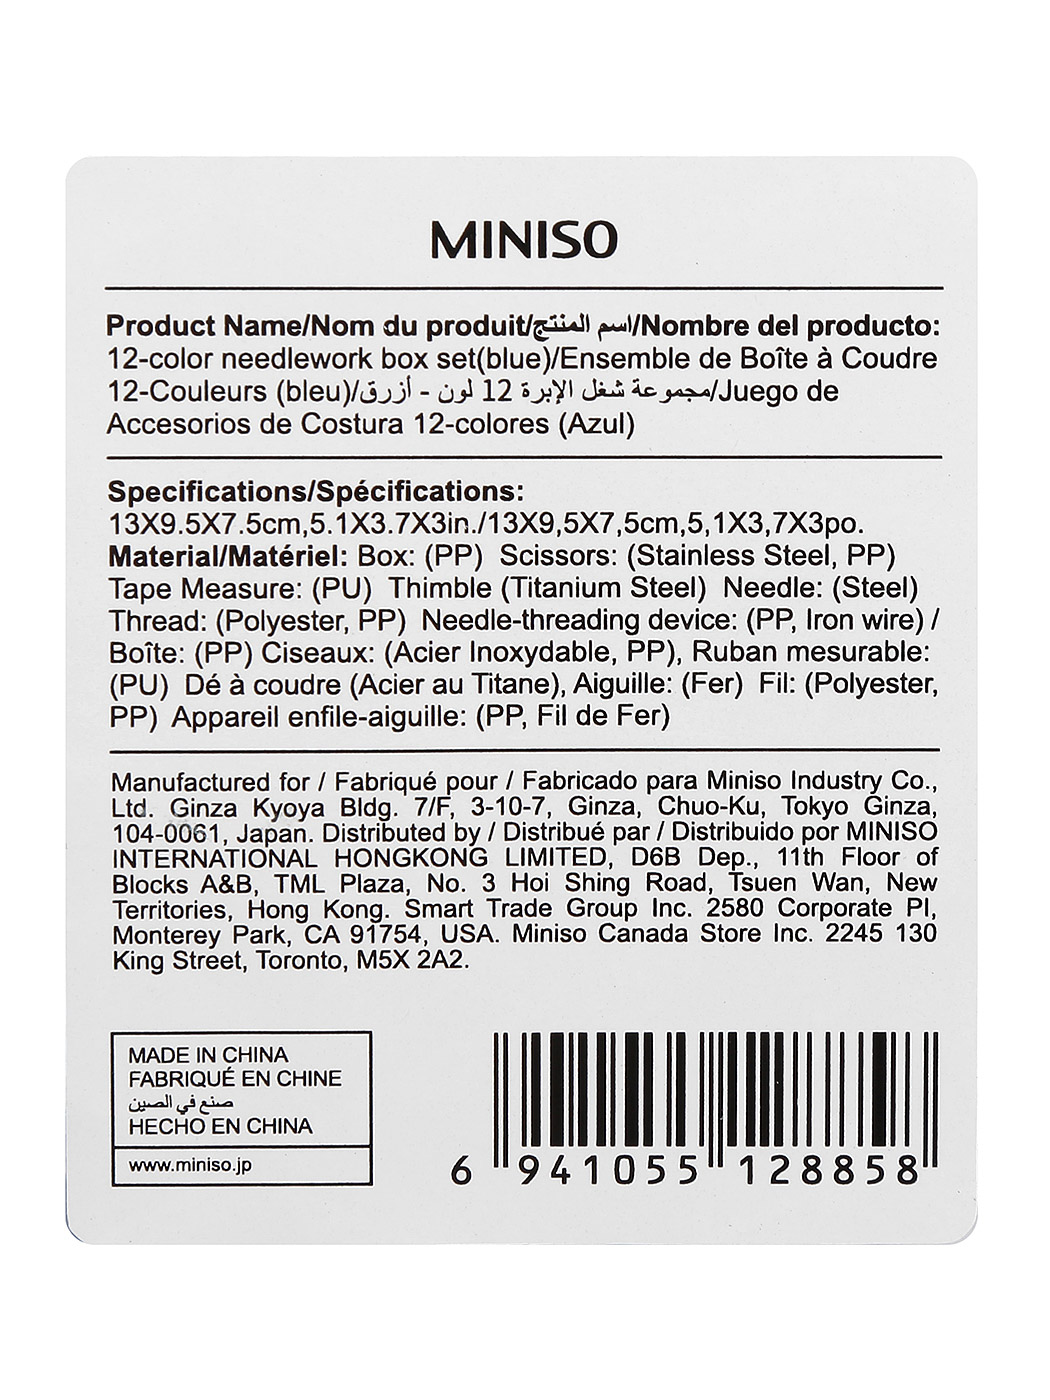 MINISO
Product Name/Nom du produit/اسم المنتج/Nombre del producto:
12-color needlework box set(blue)/Ensemble de Boîte à Coudre
12-Couleurs (bleu)/مجموعة شغل الإبرة 12 لون - أزرق/Juego de
Accesorios de Costura 12-colores (Azul)
Specifications/Spécifications:
13X9.5X7.5cm,5.1X3.7X3in./13X9,5X7,5cm,5,1X3,7X3po.
Material/Matériel: Box: (PP) Scissors: (Stainless Steel, PP)
Tape Measure: (PU) Thimble (Titanium Steel) Needle: (Steel)
Thread: (Polyester, PP) Needle-threading device: (PP, Iron wire) /
Boîte: (PP) Ciseaux: (Acier Inoxydable, PP), Ruban mesurable:
(PU) Dé à coudre (Acier au Titane), Aiguille: (Fer) Fil: (Polyester,
PP) Appareil enfile-aiguille: (PP, Fil de Fer)
Manufactured for / Fabriqué pour / Fabricado para Miniso Industry Co.,
Ltd. Ginza Kyoya Bldg. 7/F, 3-10-7, Ginza, Chuo-Ku, Tokyo Ginza,
104-0061, Japan. Distributed by / Distribué par / Distribuido por MINISO
INTERNATIONAL HONGKONG LIMITED, D6B Dep., 11th Floor of
Blocks A&B, TML Plaza, No. 3 Hoi Shing Road, Tsuen Wan, New
Territories, Hong Kong. Smart Trade Group Inc. 2580 Corporate Pl,
Monterey Park, CA 91754, USA. Miniso Canada Store Inc. 2245 130
King Street, Toronto, M5X 2A2.
MADE IN CHINA
FABRIQUÉ EN CHINE
صنع في الصين
HECHO EN CHINA
www.miniso.jp
6 941055 128858